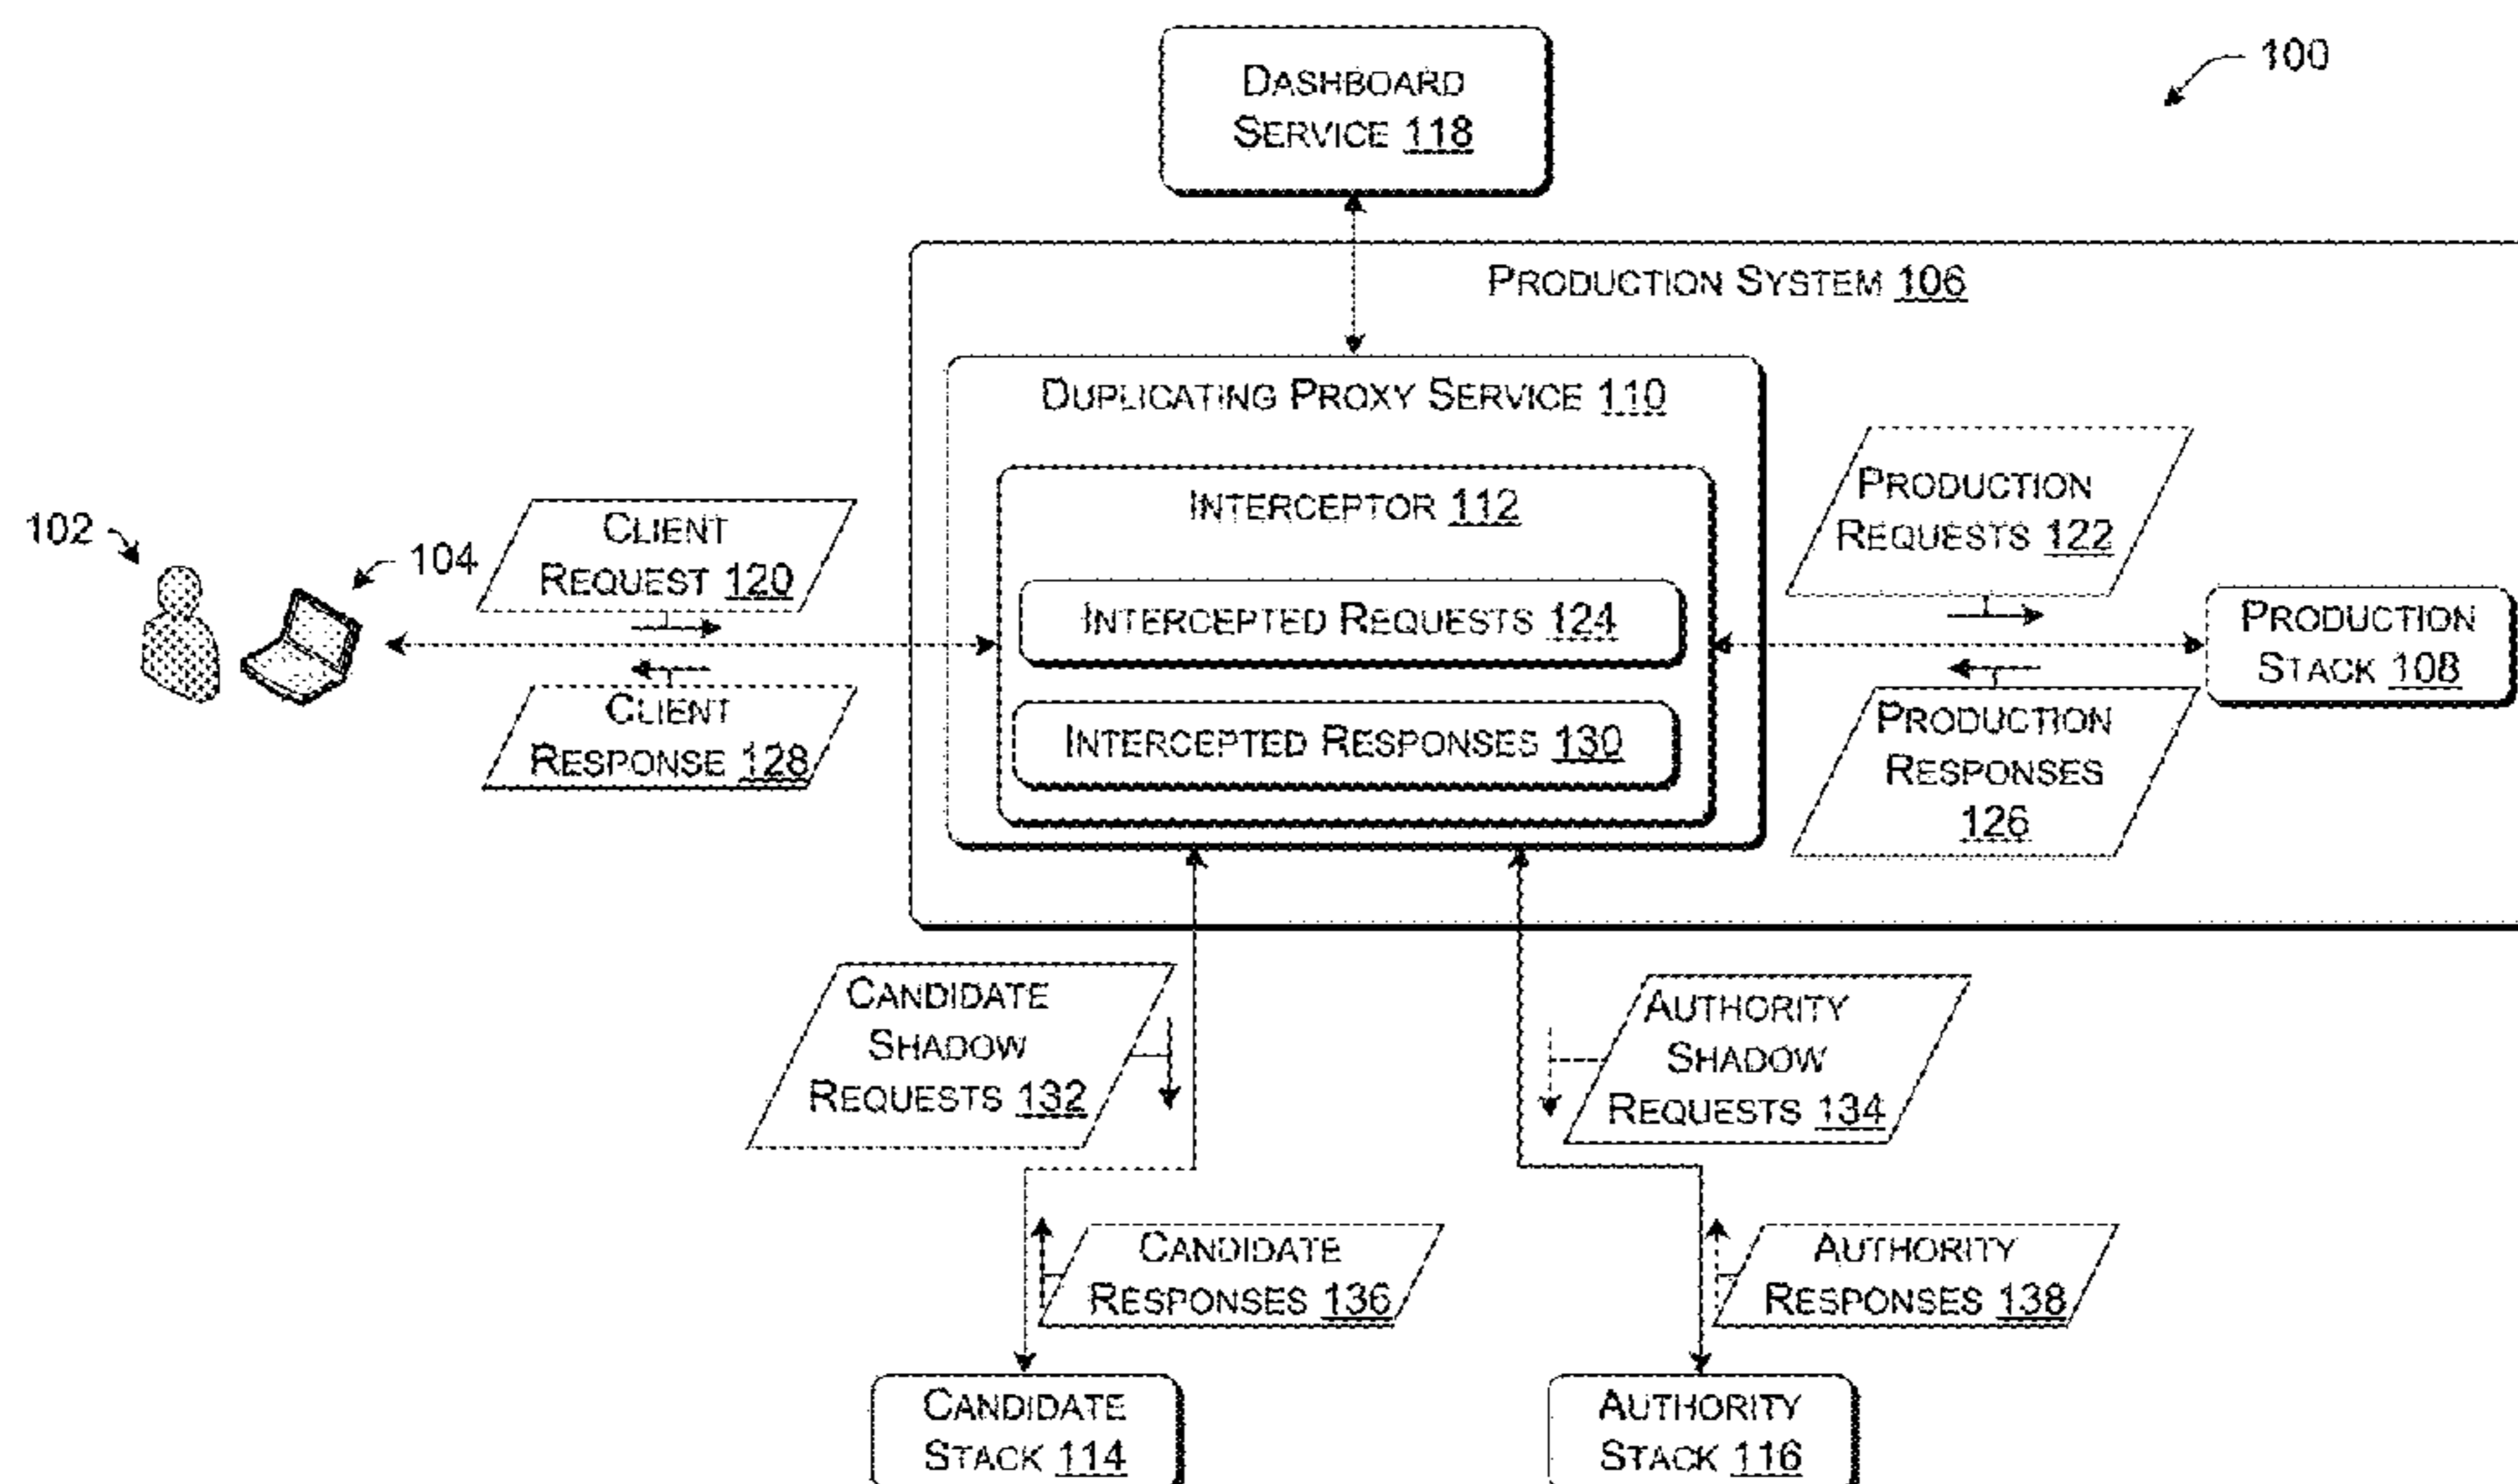 100
DASHBOARD
SERVICE 118
PRODUCTION SYSTEM 106
DUPLICATING PROXY SERVICE 110
INTERCEPTOR 112
INTERCEPTED REQUESTS 124
INTERCEPTED RESPONSES 130
102
104
CLIENT
REQUEST 120
CLIENT
RESPONSE 128
PRODUCTION
REQUESTS 122
PRODUCTION
STACK 108
PRODUCTION
RESPONSES
126
CANDIDATE
SHADOW
REQUESTS 132
AUTHORITY
SHADOW
REQUESTS 134
CANDIDATE
RESPONSES 136
AUTHORITY
RESPONSES 138
CANDIDATE
STACK 114
AUTHORITY
STACK 116